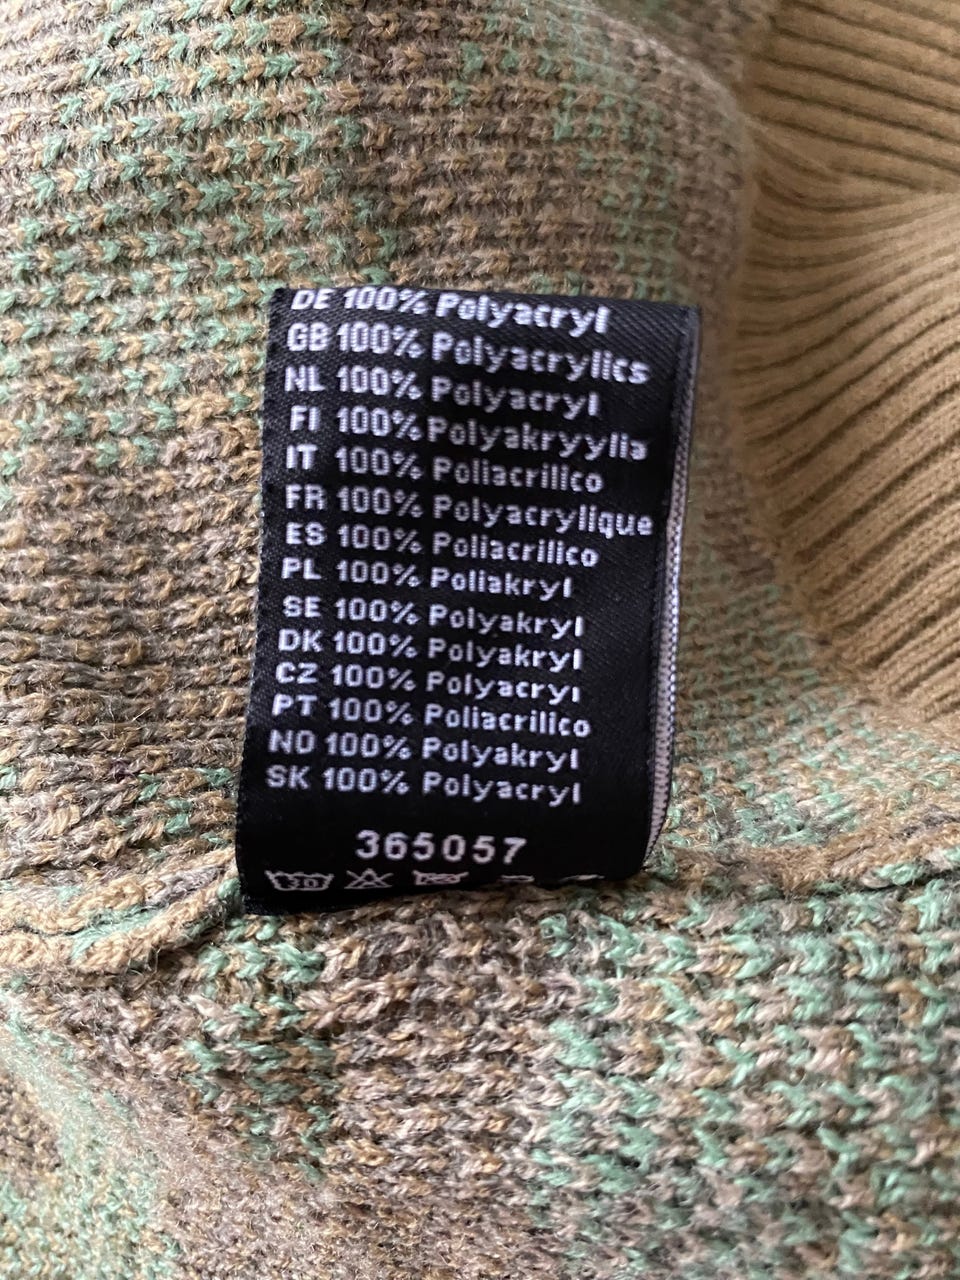 DE 100% Polyacryl
GB 100% Polyacrylics
NL 100% Polyacryl
FI 100% Polyakryylia
IT 100% Poliacrilico
FR 100% Polyacrylique
ES 100% Poliacrilico
PL 100% Poliakryl
SE 100% Polyakryl
DK 100% Polyakryl
CZ 100% Polyacryl
PT 100% Poliacrilico
NO 100% Polyakryl
SK 100% Polyacryl
365057
30